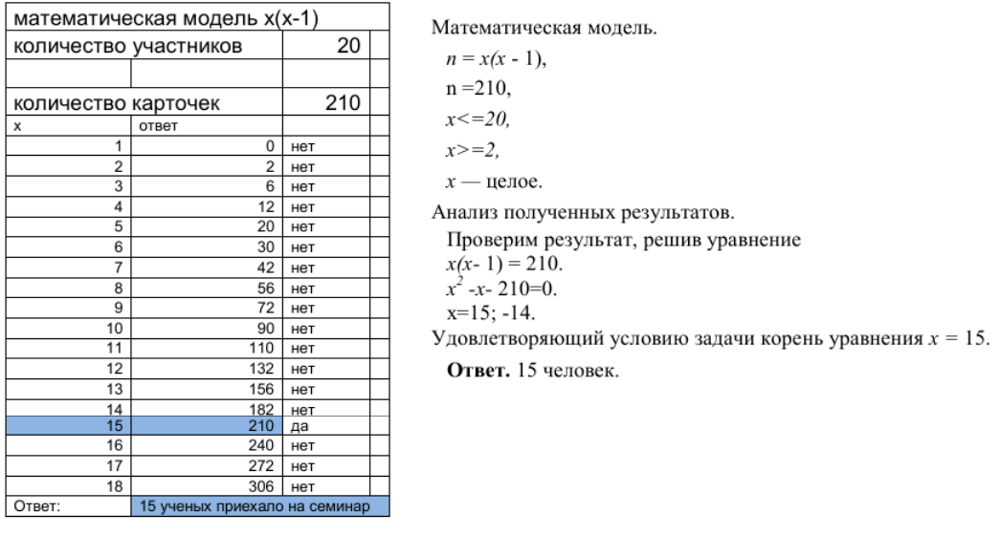 математическая модель x(x-1)
количество участников 20
количество карточек 210
x ответ
1 0 нет
2 2 нет
3 6 нет
4 12 нет
5 20 нет
6 30 нет
7 42 нет
8 56 нет
9 72 нет
10 90 нет
11 110 нет
12 132 нет
13 156 нет
14 182 нет
15 210 да
16 240 нет
17 272 нет
18 306 нет
Ответ: 15 ученых приехало на семинар
Математическая модель.
n = x(x - 1),
n =210,
x<=20,
x>=2,
x — целое.
Анализ полученных результатов.
Проверим результат, решив уравнение
x(x- 1) = 210.
x² -x- 210=0.
x=15; -14.
Удовлетворяющий условию задачи корень уравнения x = 15.
Ответ. 15 человек.